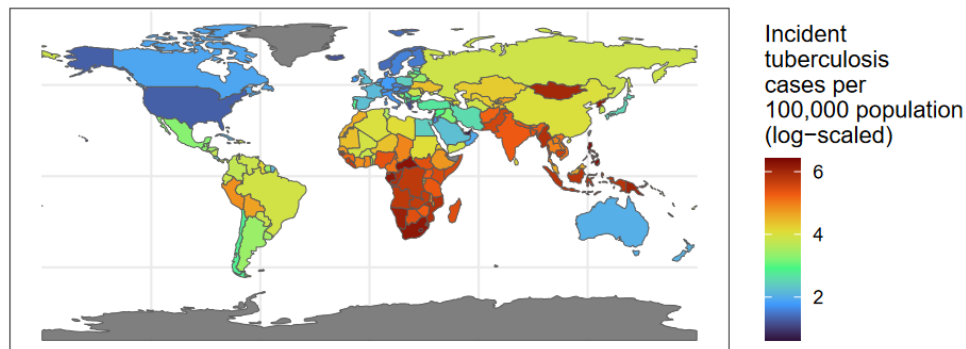 Incident
tuberculosis
cases per
100,000 population
(log−scaled)
6
4
2